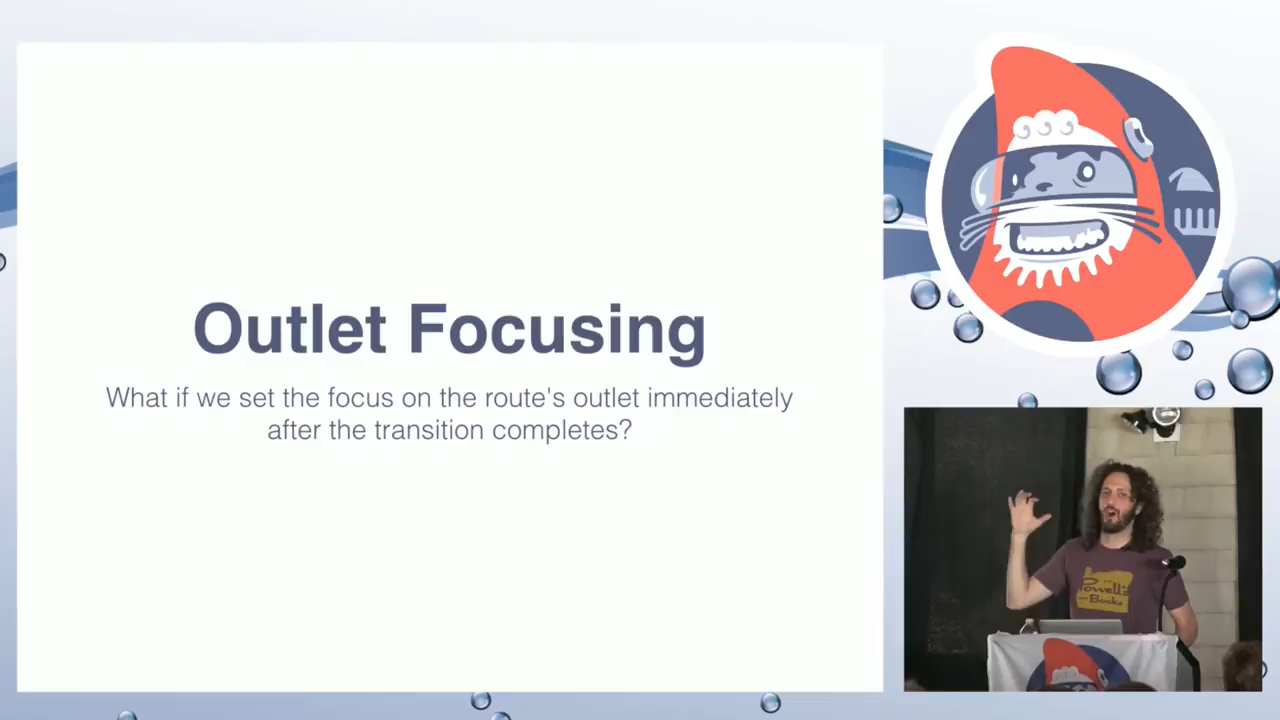 Outlet Focusing
What if we set the focus on the route's outlet immediately
after the transition completes?
Powell's
Books